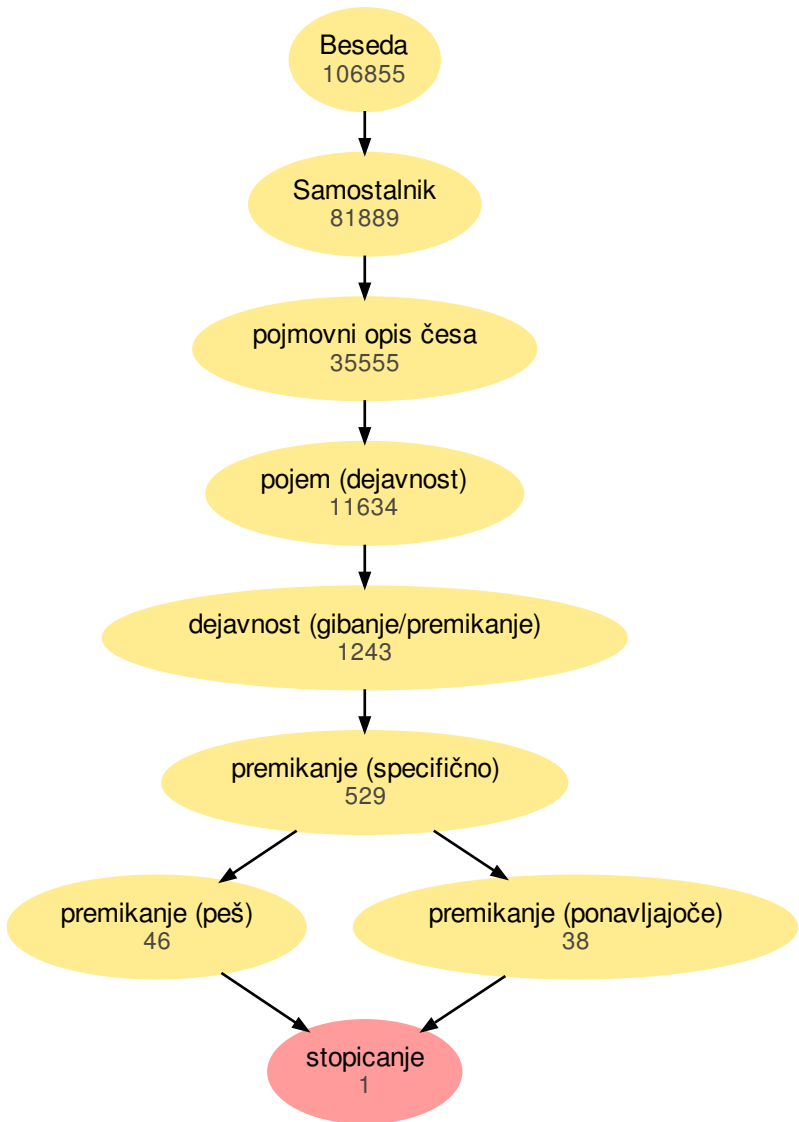 Beseda
106855
Samostalnik
81889
pojmovni opis česa
35555
pojem (dejavnost)
11634
dejavnost (gibanje/premikanje)
1243
premikanje (specifično)
529
premikanje (peš)
46
premikanje (ponavljajoče)
38
stopicanje
1